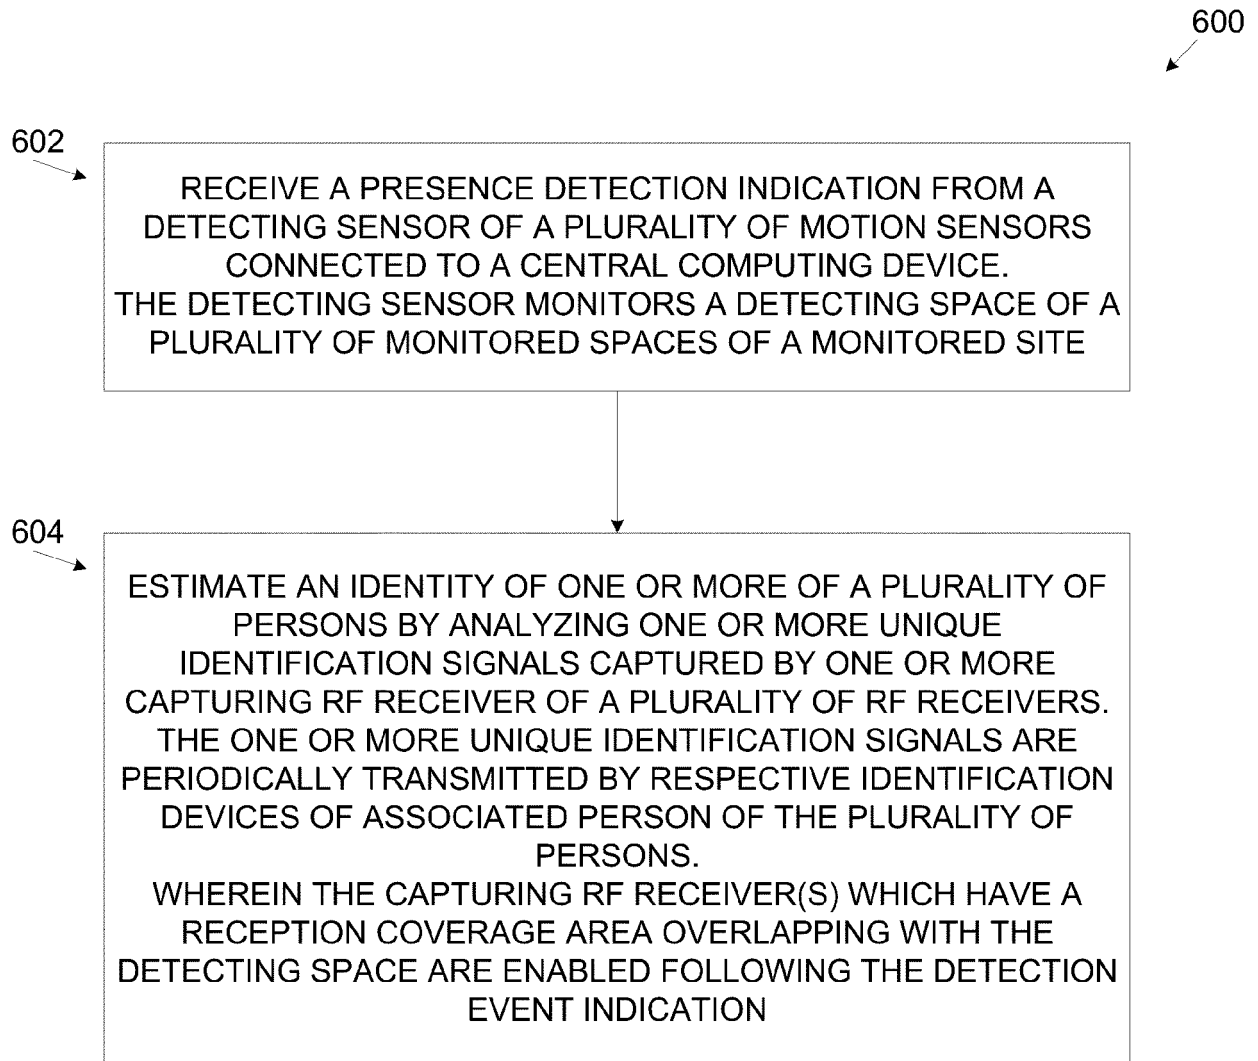 600
602
RECEIVE A PRESENCE DETECTION INDICATION FROM A
DETECTING SENSOR OF A PLURALITY OF MOTION SENSORS
CONNECTED TO A CENTRAL COMPUTING DEVICE.
THE DETECTING SENSOR MONITORS A DETECTING SPACE OF A
PLURALITY OF MONITORED SPACES OF A MONITORED SITE
604
ESTIMATE AN IDENTITY OF ONE OR MORE OF A PLURALITY OF
PERSONS BY ANALYZING ONE OR MORE UNIQUE
IDENTIFICATION SIGNALS CAPTURED BY ONE OR MORE
CAPTURING RF RECEIVER OF A PLURALITY OF RF RECEIVERS.
THE ONE OR MORE UNIQUE IDENTIFICATION SIGNALS ARE
PERIODICALLY TRANSMITTED BY RESPECTIVE IDENTIFICATION
DEVICES OF ASSOCIATED PERSON OF THE PLURALITY OF
PERSONS.
WHEREIN THE CAPTURING RF RECEIVER(S) WHICH HAVE A
RECEPTION COVERAGE AREA OVERLAPPING WITH THE
DETECTING SPACE ARE ENABLED FOLLOWING THE DETECTION
EVENT INDICATION